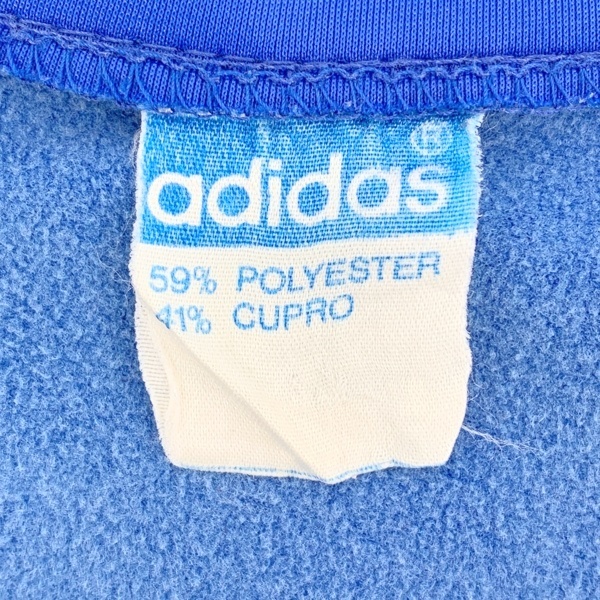 ®
adidas
59% POLYESTER
41% CUPRO